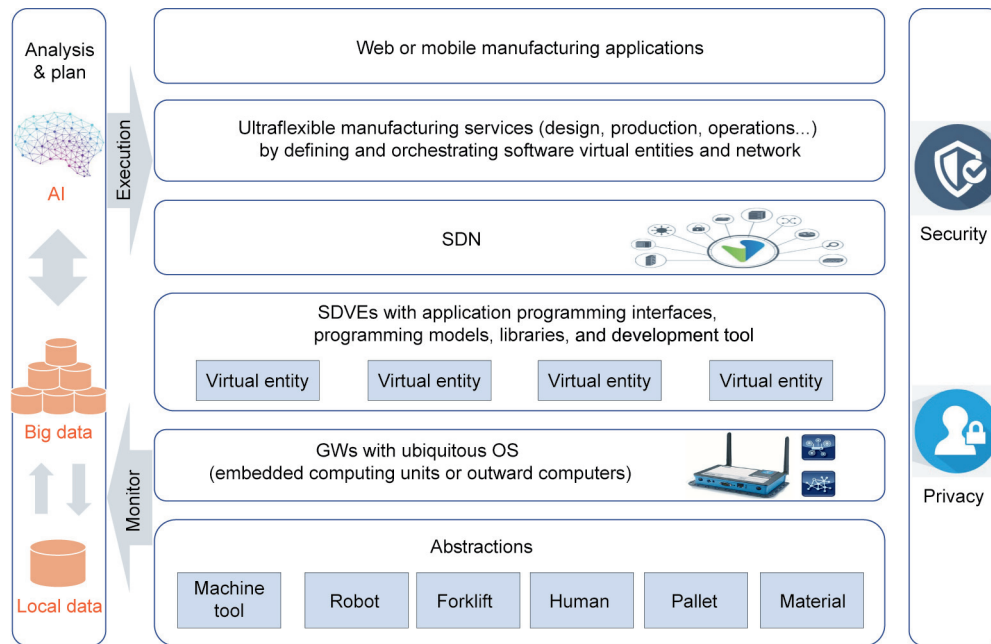 Analysis
& plan
AI
Big data
Local data
Execution
Monitor
Web or mobile manufacturing applications
Ultraflexible manufacturing services (design, production, operations...)
by defining and orchestrating software virtual entities and network
SDN
SDVEs with application programming interfaces,
programming models, libraries, and development tool
Virtual entity
Virtual entity
Virtual entity
Virtual entity
GWs with ubiquitous OS
(embedded computing units or outward computers)
Abstractions
Machine
tool
Robot
Forklift
Human
Pallet
Material
Security
Privacy